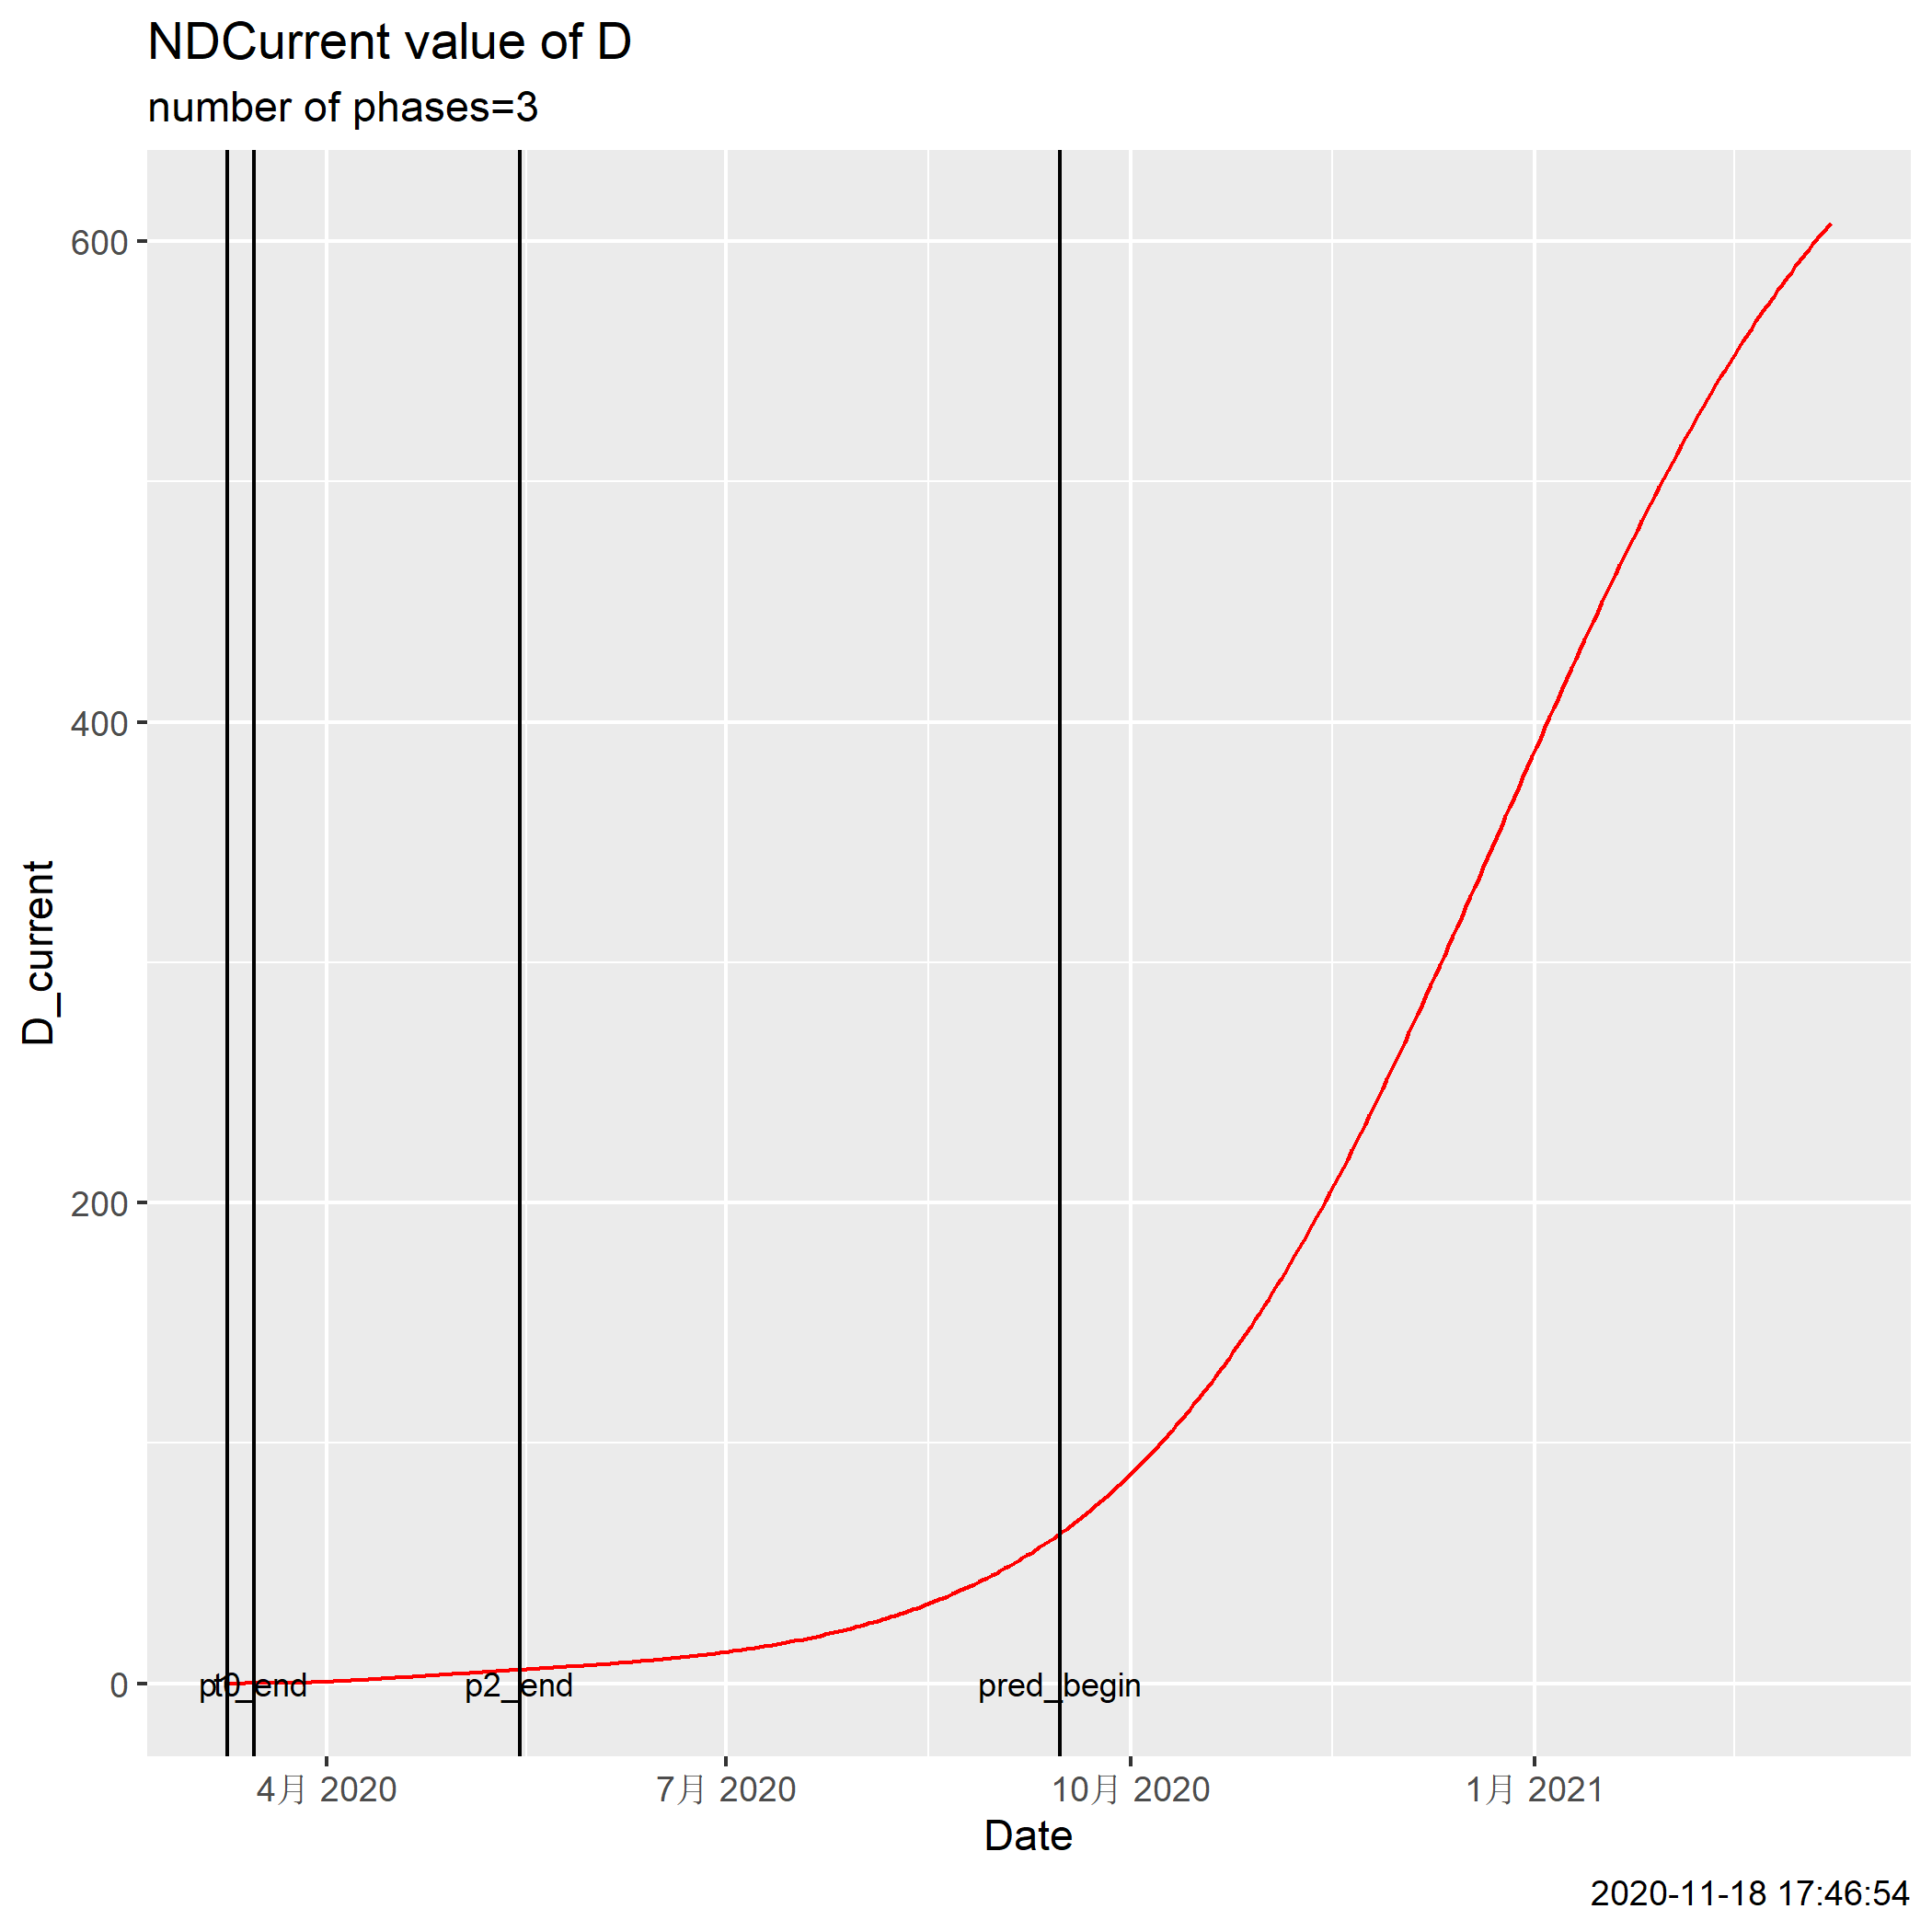 NDCurrent value of D
number of phases=3
600
400
200
0
D_current
t0_end
p2_end
pred_begin
4月 2020
7月 2020
10月 2020
1月 2021
Date
2020-11-18 17:46:54